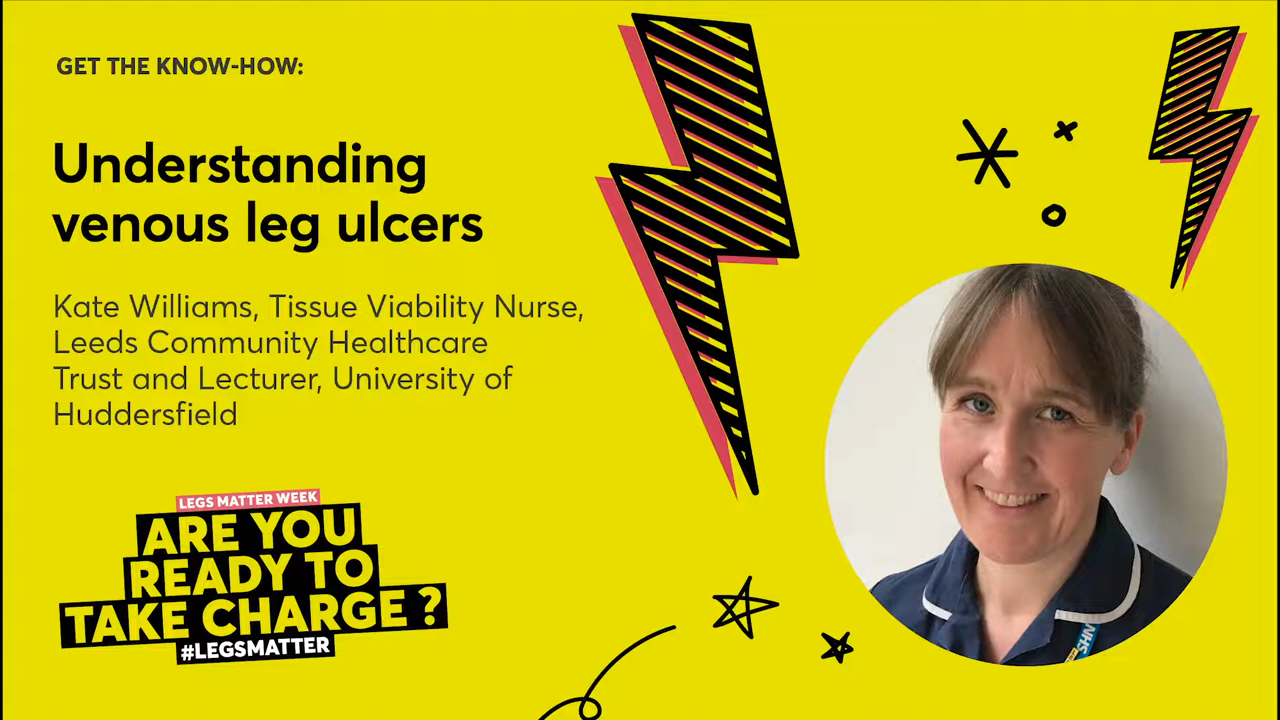 GET THE KNOW-HOW:
Understanding
venous leg ulcers
Kate Williams, Tissue Viability Nurse,
Leeds Community Healthcare
Trust and Lecturer, University of
Huddersfield
LEGS MATTER WEEK
ARE YOU
READY TO
TAKE CHARGE?
#LEGSMATTER
NHS